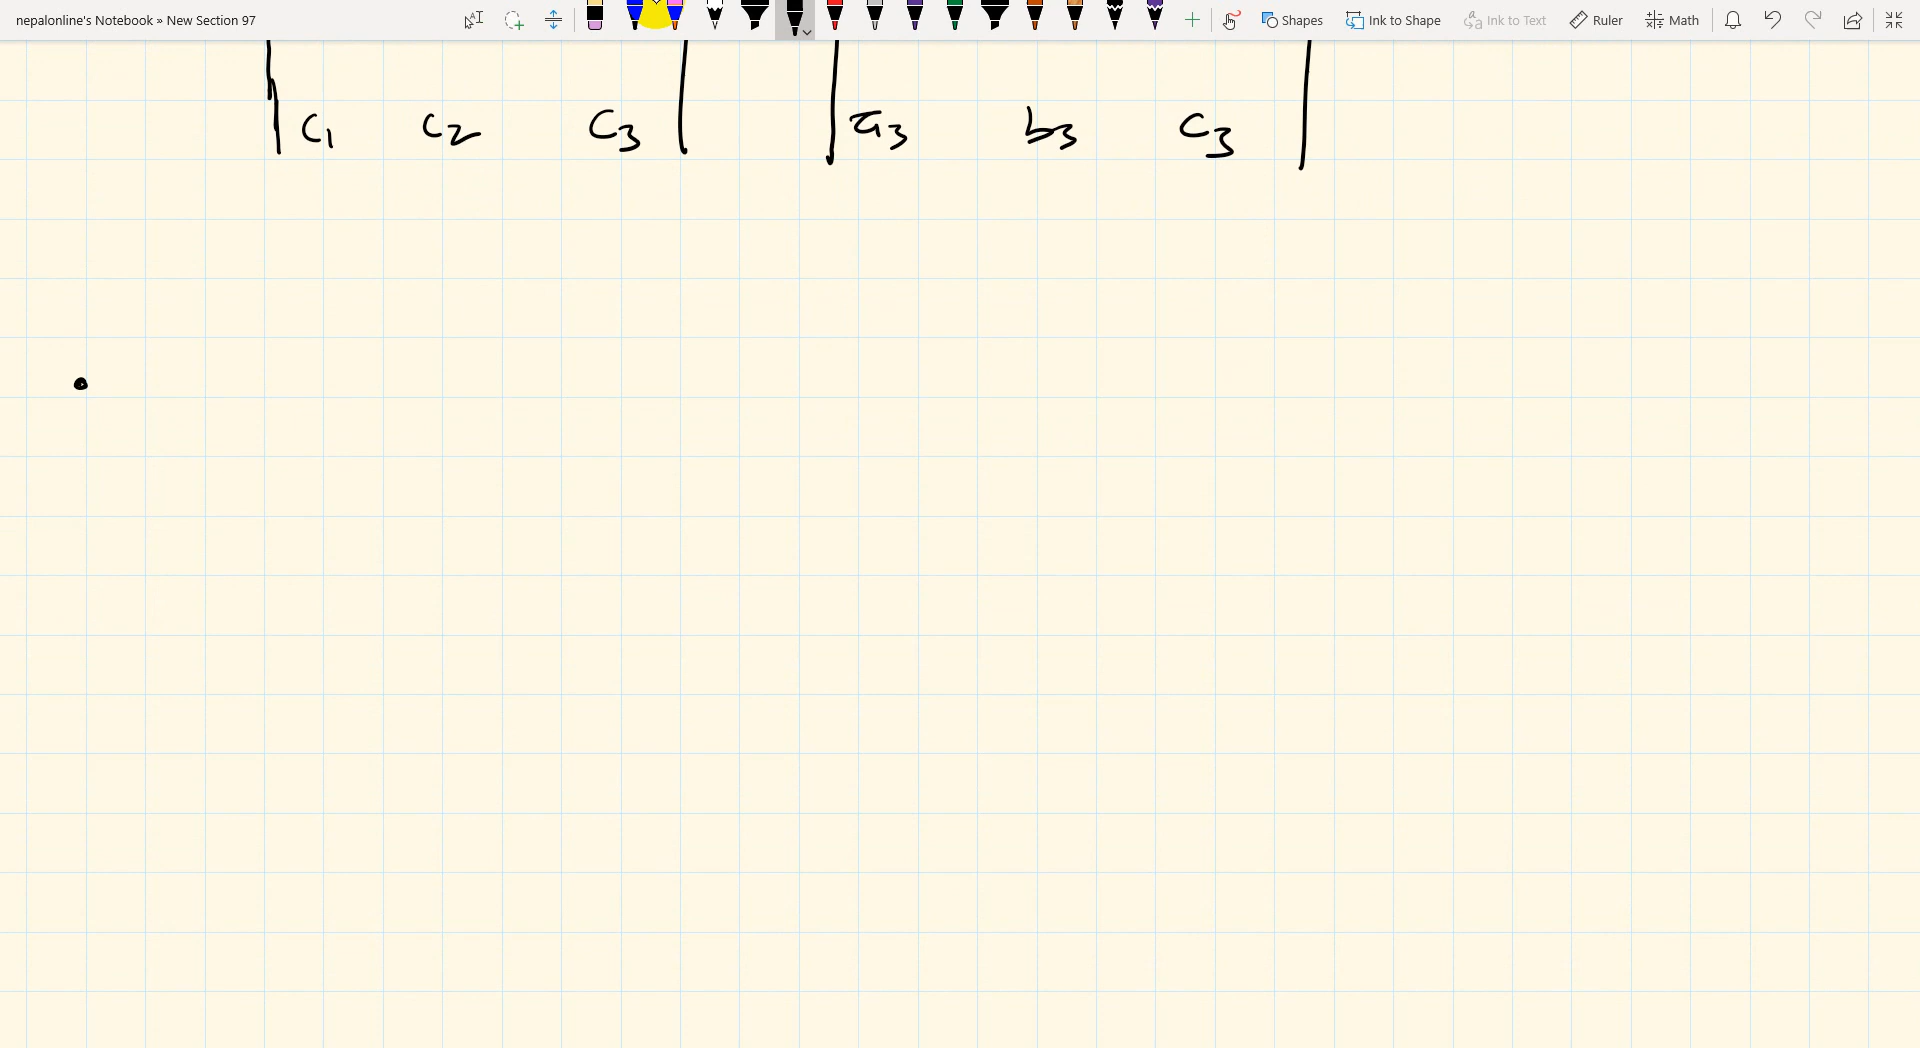 nepalonline's Notebook » New Section 97
Shapes Ink to Shape Ink to Text Ruler Math
| c₁ c₂ c₃ | | a₃ b₃ c₃ |